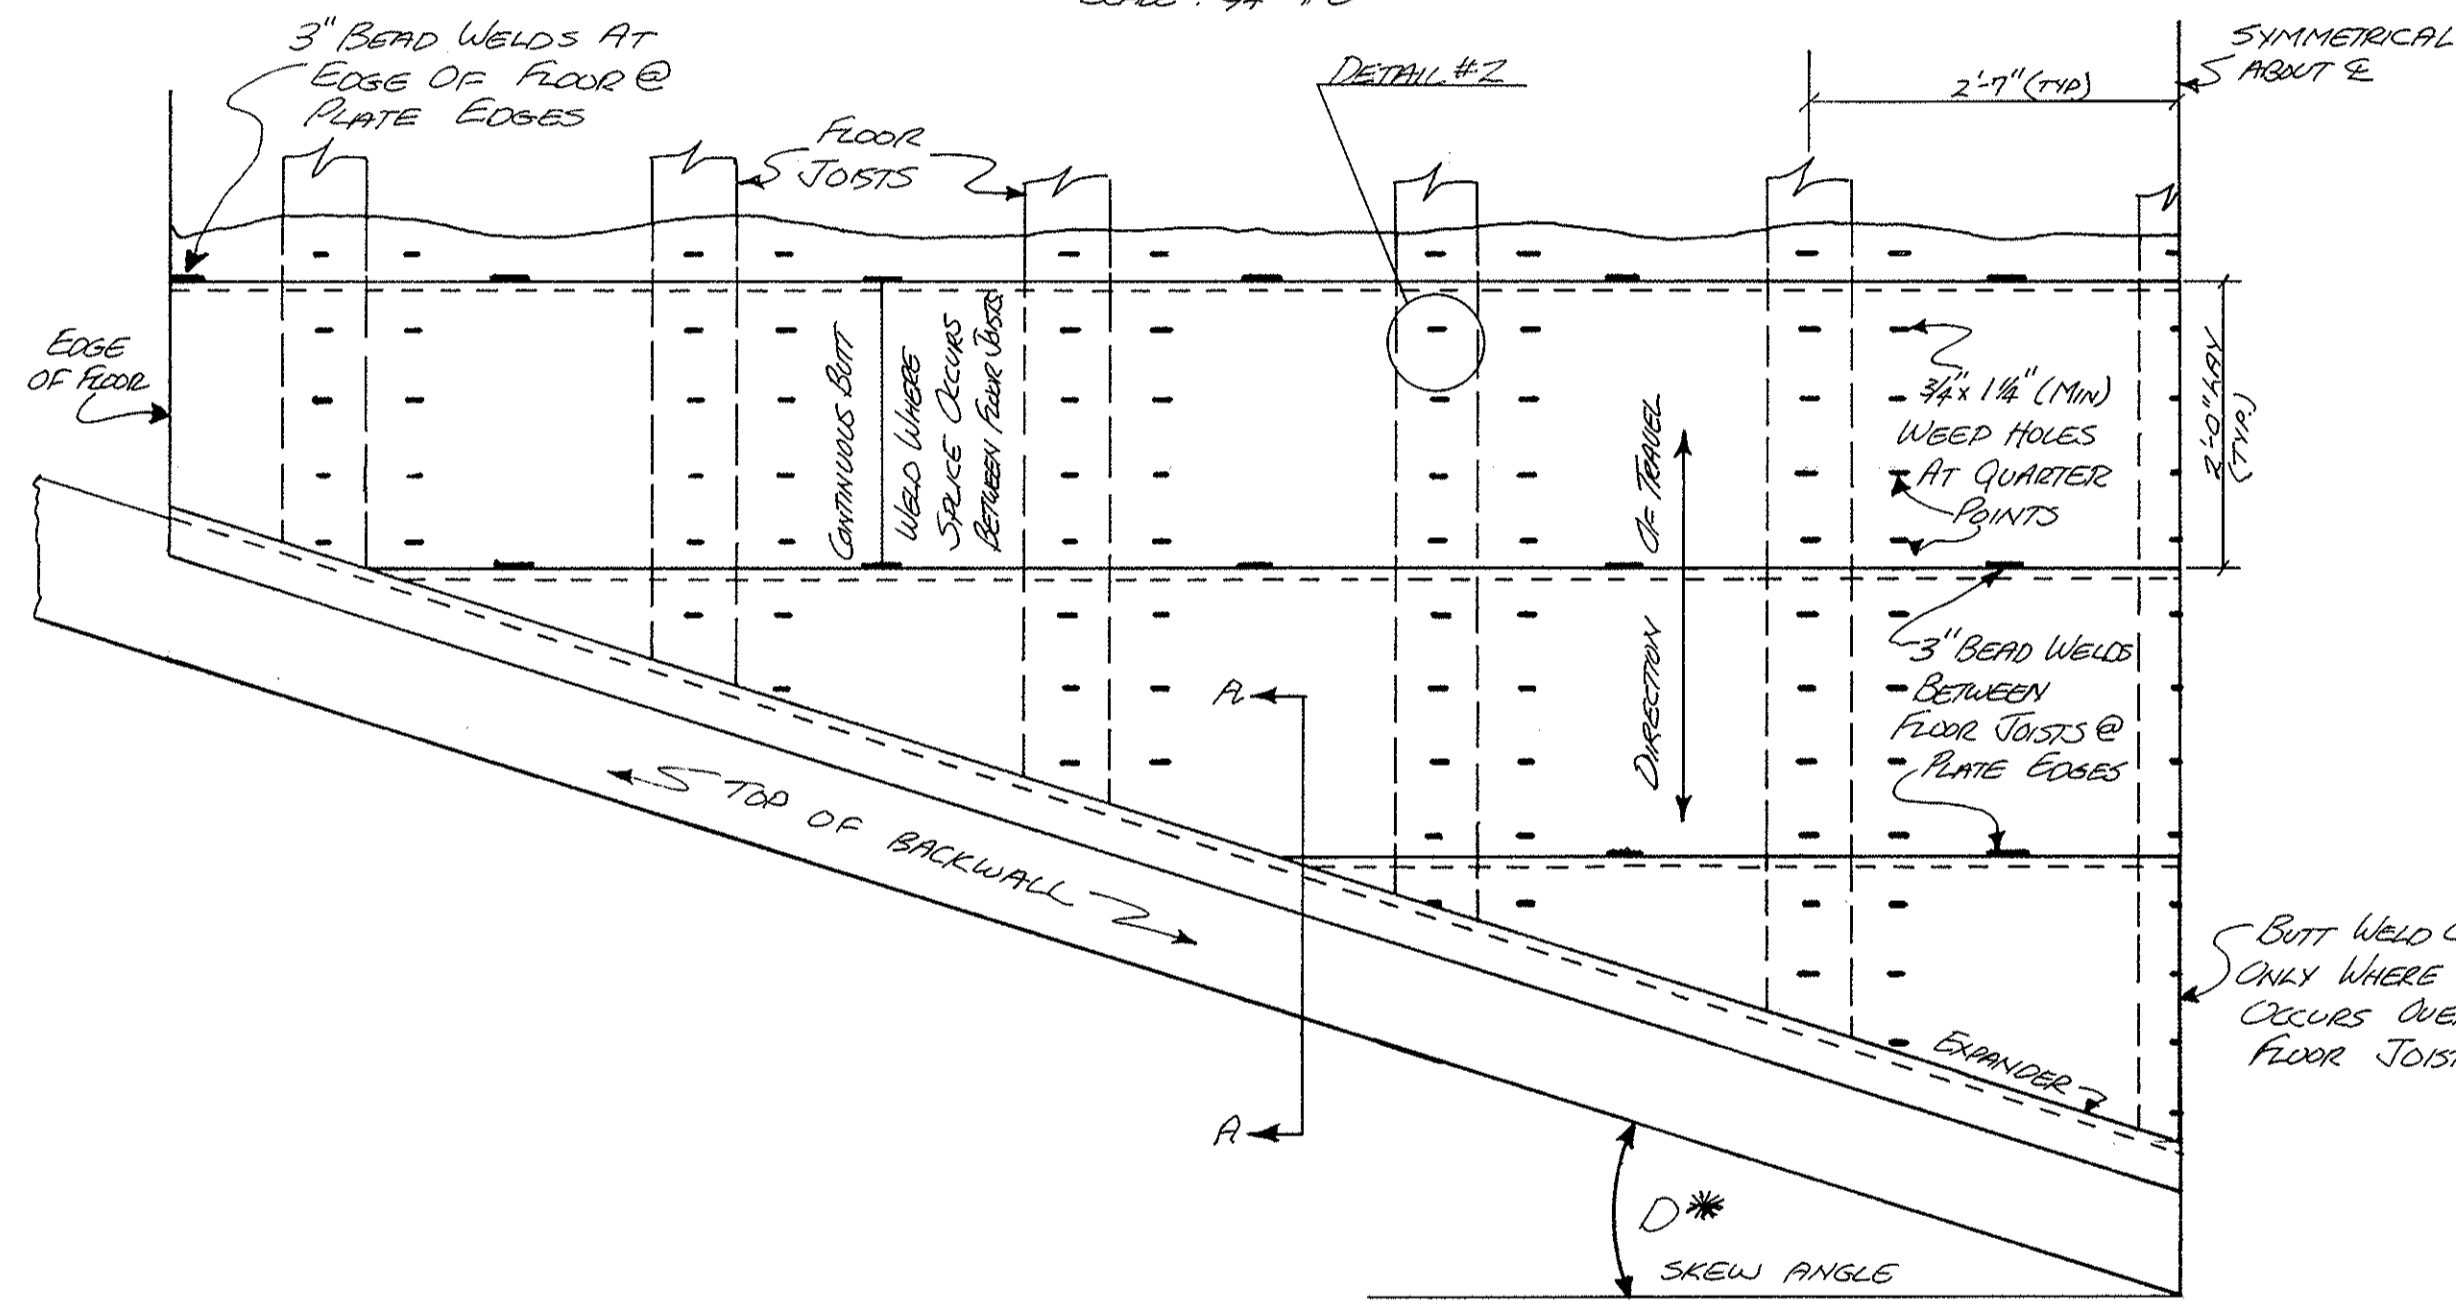 3" BEAD WELDS AT
EDGE OF FLOOR @
PLATE EDGES
FLOOR
JOISTS
DETAIL #2
2'-7" (TYP)
SYMMETRICAL
ABOUT ℄
EDGE
OF FLOOR
CONTINUOUS BUTT
WELD WHERE
SPLICE OCCURS
BETWEEN FLOOR JOISTS
DIRECTION OF TRAVEL
3/4 x 1 1/4" (MIN)
WEEP HOLES
AT QUARTER
POINTS
2'-0" LAY
(TYP.)
3" BEAD WELDS
BETWEEN
FLOOR JOISTS @
PLATE EDGES
A
A
TOP OF BACKWALL
EXPANDER
BUTT WELD
ONLY WHERE
OCCURS
FLOOR
D*
SKEW ANGLE